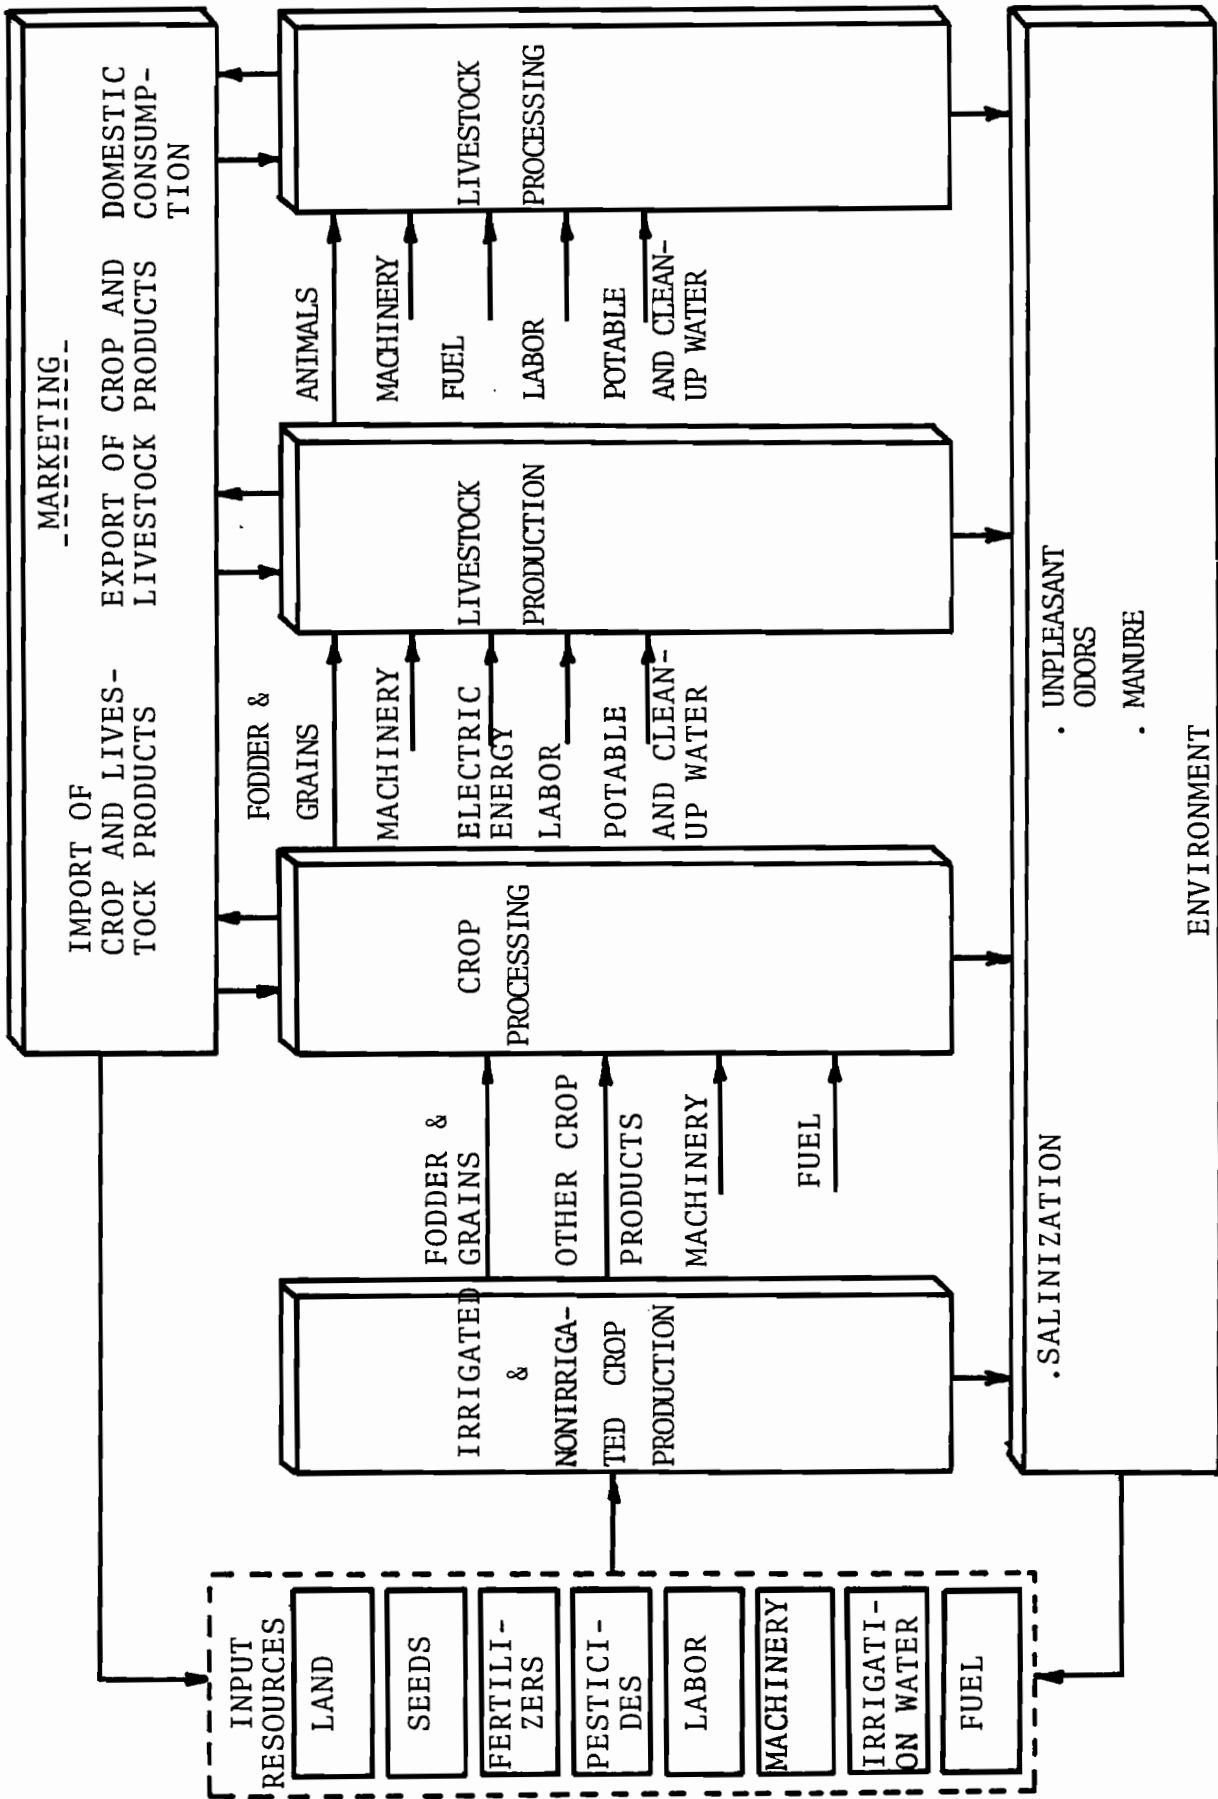 MARKETING
IMPORT OF
CROP AND LIVES-
TOCK PRODUCTS
EXPORT OF CROP AND
LIVESTOCK PRODUCTS
DOMESTIC
CONSUMP-
TION
INPUT
RESOURCES
LAND
SEEDS
FERTILI-
ZERS
PESTICI-
DES
LABOR
MACHINERY
IRRIGATI-
ON WATER
FUEL
IRRIGATED
&
NONIRRIGA-
TED CROP
PRODUCTION
FODDER &
GRAINS
OTHER CROP
PRODUCTS
MACHINERY
FUEL
CROP
PROCESSING
FODDER &
GRAINS
MACHINERY
ELECTRIC
ENERGY
LABOR
POTABLE
AND CLEAN-
UP WATER
LIVESTOCK
PRODUCTION
ANIMALS
MACHINERY
FUEL
LABOR
POTABLE
AND CLEAN-
UP WATER
LIVESTOCK
PROCESSING
.SALINIZATION
. UNPLEASANT
ODORS
. MANURE
ENVIRONMENT